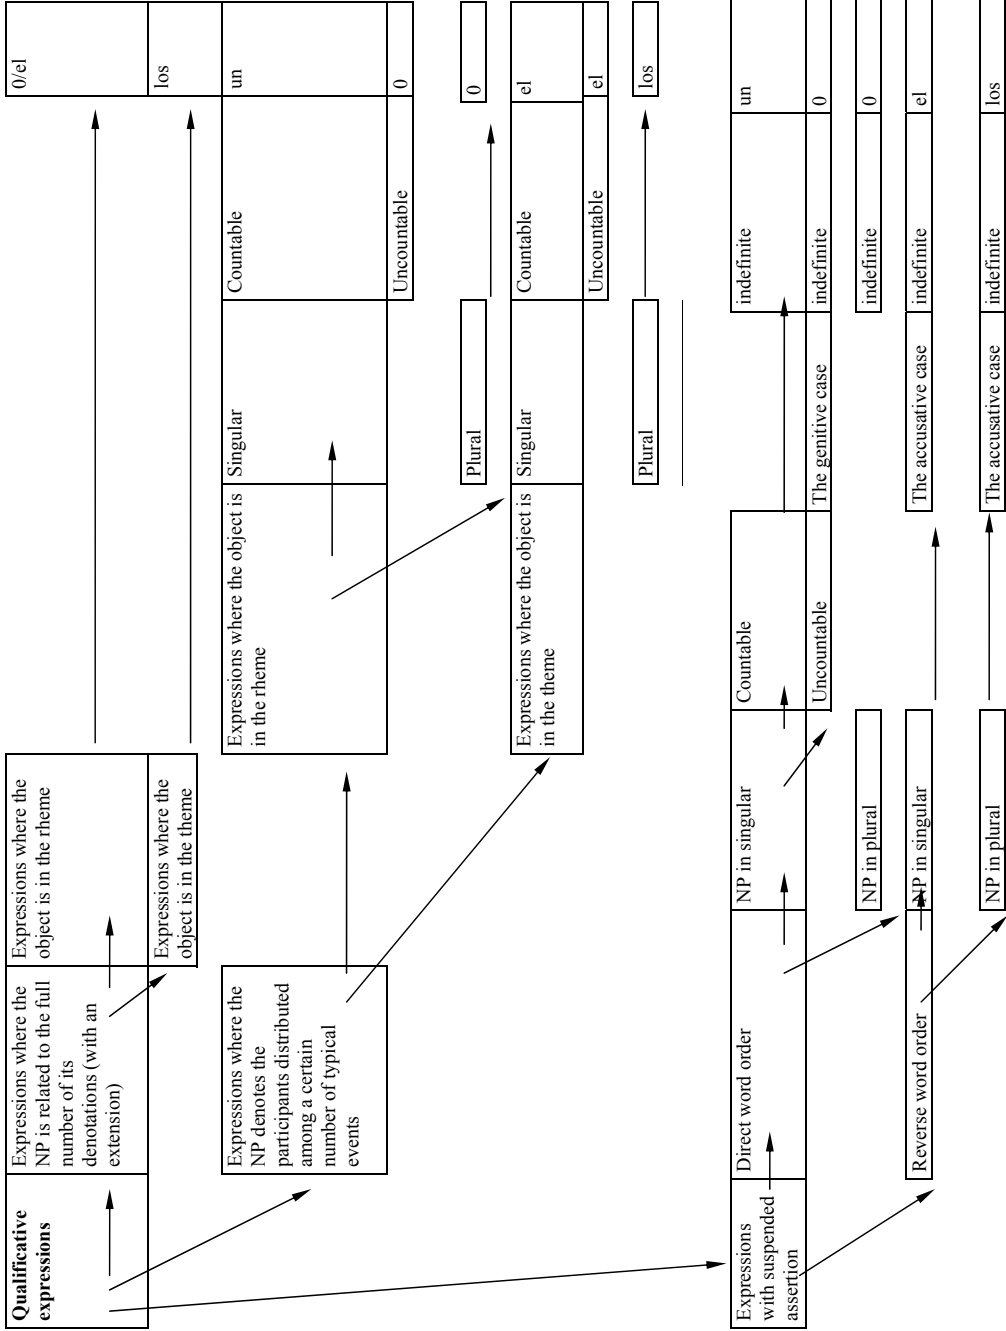 Qualificative
expressions
Expressions where the
NP is related to the full
number of its
denotations (with an
extension)
Expressions where the
object is in the rheme
0/el
Expressions where the
object is in the theme
los
Expressions where the
NP denotes the
participants distributed
among a certain
number of typical
events
Expressions where the object is
in the rheme
Singular
Countable
un
Uncountable
0
Plural
0
Expressions where the object is
in the theme
Singular
Countable
el
Uncountable
el
Plural
los
Expressions
with suspended
assertion
Direct word order
NP in singular
Countable
indefinite
un
Uncountable
The genitive case
indefinite
0
NP in plural
indefinite
0
Reverse word order
NP in singular
The accusative case
indefinite
el
NP in plural
The accusative case
indefinite
los